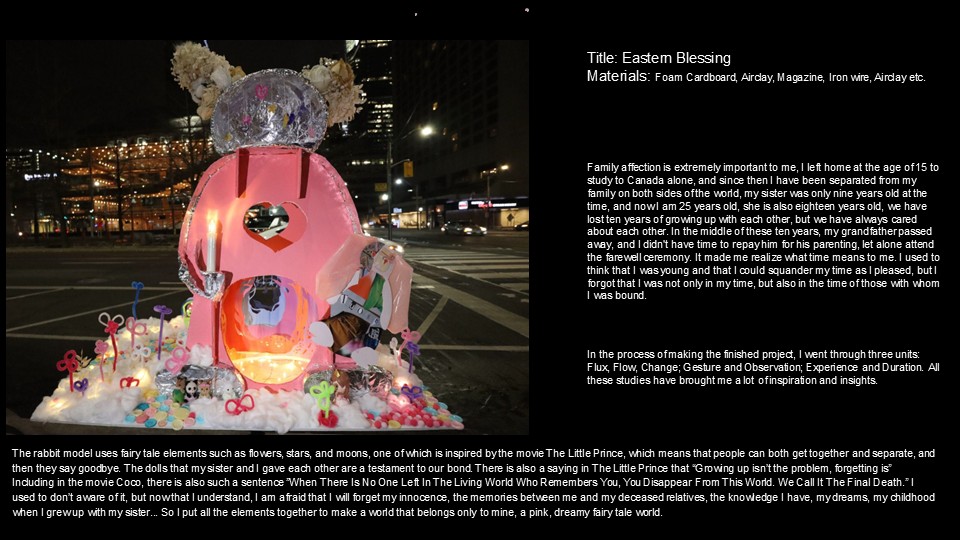 Title: Eastern Blessing
Materials: Foam Cardboard, Airclay, Magazine, Iron wire, Airclay etc.
Family affection is extremely important to me, I left home at the age of 15 to
study to Canada alone, and since then I have been separated from my
family on both sides of the world, my sister was only nine years old at the
time, and now I am 25 years old, she is also eighteen years old, we have
lost ten years of growing up with each other, but we have always cared
about each other. In the middle of these ten years, my grandfather passed
away, and I didn't have time to repay him for his parenting, let alone attend
the farewell ceremony. It made me realize what time means to me. I used to
think that I was young and that I could squander my time as I pleased, but I
forgot that I was not only in my time, but also in the time of those with whom
I was bound.
In the process of making the finished project, I went through three units:
Flux, Flow, Change; Gesture and Observation; Experience and Duration. All
these studies have brought me a lot of inspiration and insights.
The rabbit model uses fairy tale elements such as flowers, stars, and moons, one of which is inspired by the movie The Little Prince, which means that people can both get together and separate, and
then they say goodbye. The dolls that my sister and I gave each other are a testament to our bond. There is also a saying in The Little Prince that “Growing up isn't the problem, forgetting is”
Including in the movie Coco, there is also such a sentence “When There Is No One Left In The Living World Who Remembers You, You Disappear From This World. We Call It The Final Death.” I
used to don't aware of it, but now that I understand, I am afraid that I will forget my innocence, the memories between me and my deceased relatives, the knowledge I have, my dreams, my childhood
when I grew up with my sister... So I put all the elements together to make a world that belongs only to mine, a pink, dreamy fairy tale world.